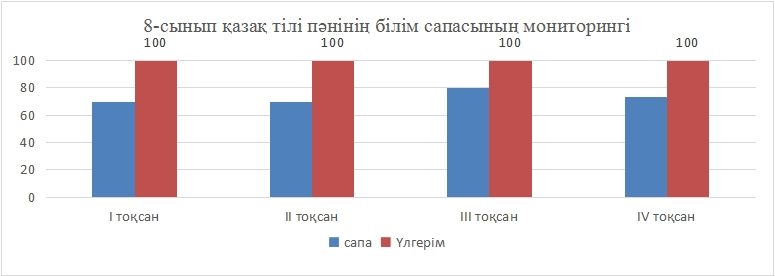 8-сынып қазақ тілі пәнінің білім сапасының мониторингі
100 100 100 100
100
80
60
40
20
0
I тоқсан II тоқсан III тоқсан IV тоқсан
сапа Үлгерім